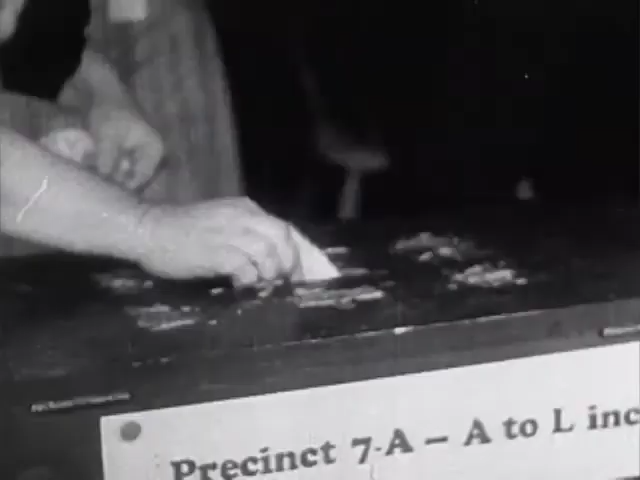 Precinct 7-A – A to L inc